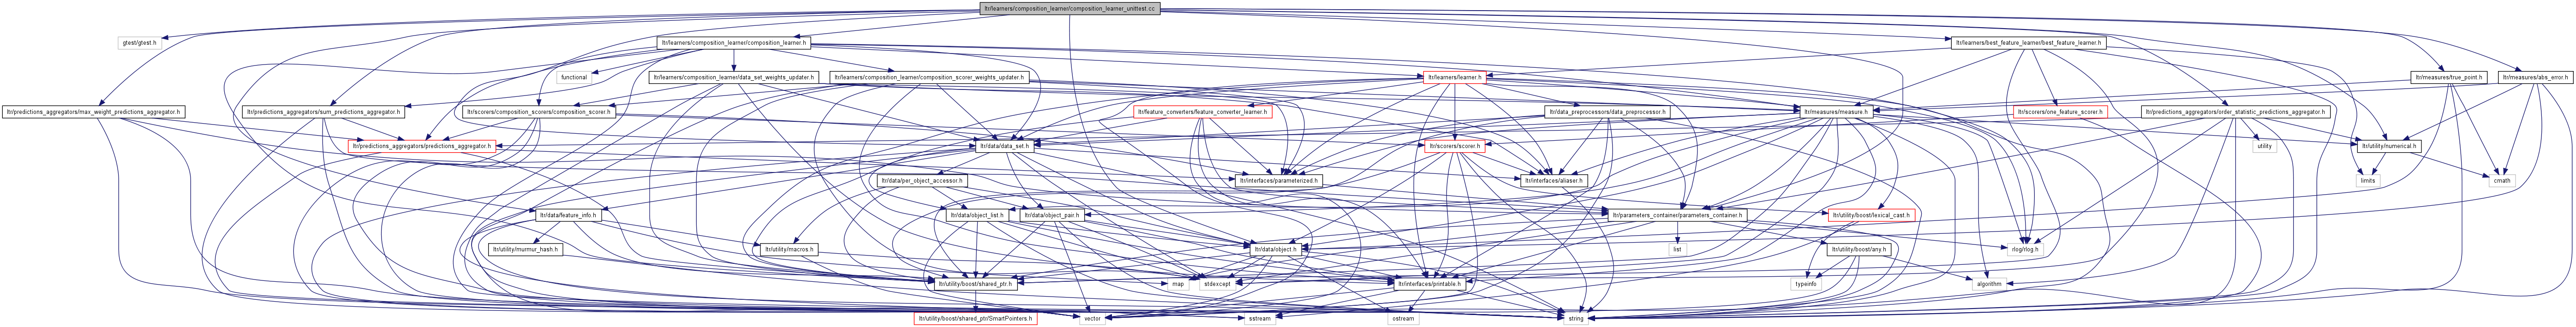 ltr/learners/composition_learner/composition_learner_unittest.cc
gtest/gtest.h
ltr/learners/composition_learner/composition_learner.h
ltr/learners/best_feature_learner/best_feature_learner.h
functional
ltr/learners/composition_learner/data_set_weights_updater.h
ltr/learners/composition_learner/composition_scorer_weights_updater.h
ltr/learners/learner.h
ltr/measures/true_point.h
ltr/measures/abs_error.h
ltr/predictions_aggregators/max_weight_predictions_aggregator.h
ltr/predictions_aggregators/sum_predictions_aggregator.h
ltr/scorers/composition_scorers/composition_scorer.h
ltr/feature_converters/feature_converter_learner.h
ltr/data_preprocessors/data_preprocessor.h
ltr/measures/measure.h
ltr/scorers/one_feature_scorer.h
ltr/predictions_aggregators/order_statistic_predictions_aggregator.h
ltr/predictions_aggregators/predictions_aggregator.h
ltr/data/data_set.h
ltr/scorers/scorer.h
utility
ltr/utility/numerical.h
ltr/data/per_object_accessor.h
ltr/interfaces/parameterized.h
ltr/interfaces/aliaser.h
limits
cmath
ltr/data/feature_info.h
ltr/data/object_list.h
ltr/data/object_pair.h
ltr/parameters_container/parameters_container.h
ltr/utility/boost/lexical_cast.h
ltr/utility/murmur_hash.h
ltr/utility/macros.h
ltr/data/object.h
list
ltr/utility/boost/any.h
rlog/rlog.h
ltr/utility/boost/shared_ptr.h
map
stdexcept
ltr/interfaces/printable.h
typeinfo
algorithm
ltr/utility/boost/shared_ptr/SmartPointers.h
vector
sstream
ostream
string